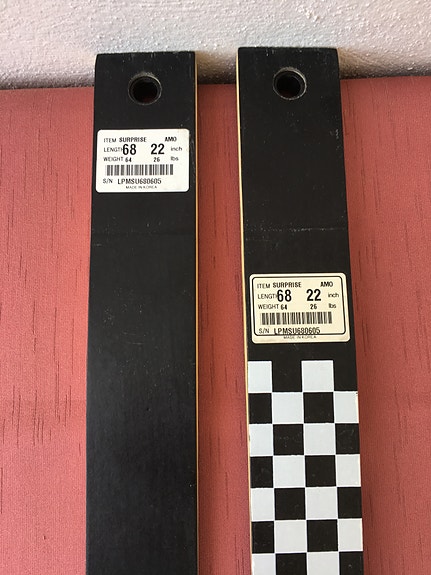 ITEM SURPRISE AMO
LENGTH 68 22 inch
WEIGHT 64 26 lbs
S/N LPMSU680605
MADE IN KOREA
ITEM SURPRISE AMO
LENGTH 68 22 inch
WEIGHT 64 26 lbs
S/N LPMSU680605
MADE IN KOREA